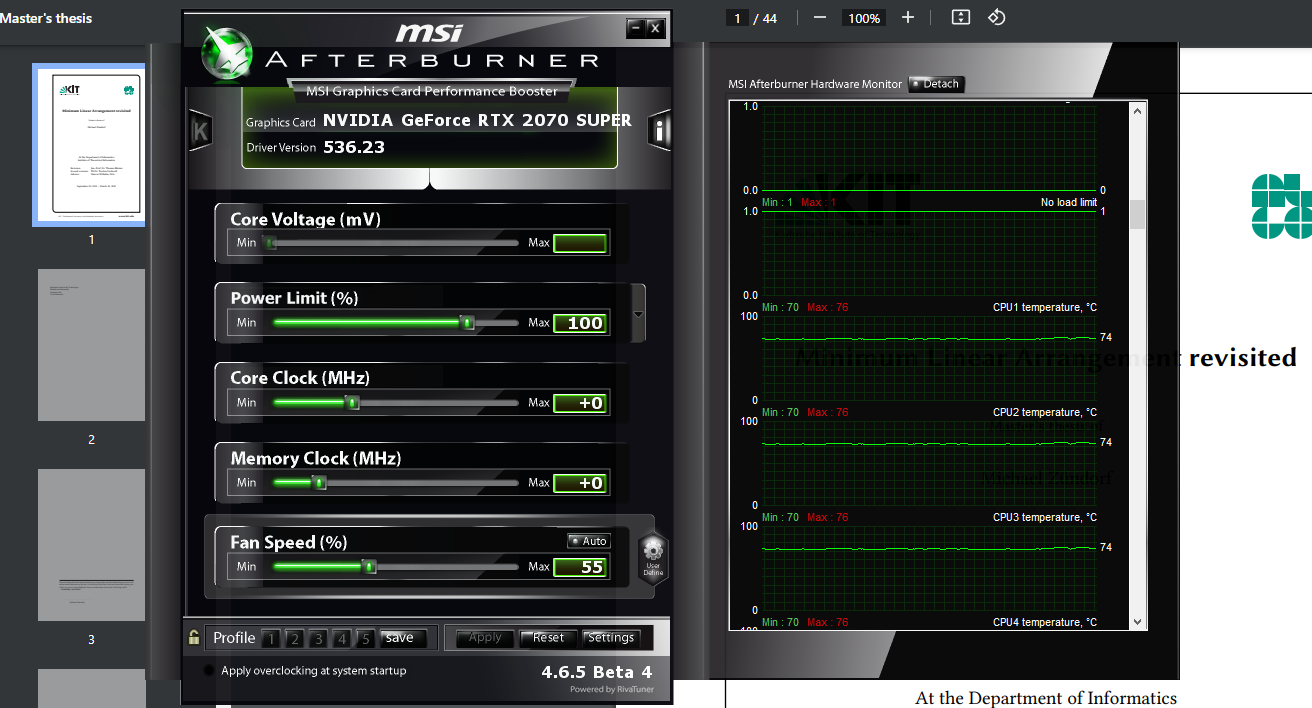 Master's thesis
1 / 44
100%
1
2
3
msi
AFTERBURNER
MSI Graphics Card Performance Booster
K
i
Graphics Card NVIDIA GeForce RTX 2070 SUPER
Driver Version 536.23
Core Voltage (mV)
Min Max
Power Limit (%)
Min Max 100
Core Clock (MHz)
Min Max +0
Memory Clock (MHz)
Min Max +0
Fan Speed (%)
Auto
Min Max 55
User
Define
Profile 1 2 3 4 5 save
Apply Reset Settings
Apply overclocking at system startup
4.6.5 Beta 4
Powered by RivaTuner
MSI Afterburner Hardware Monitor Detach
1.0
0.0 0
Min : 1 Max : 1 No load limit
1.0 1
0.0
Min : 70 Max : 76 CPU1 temperature, °C
100
74
0
Min : 70 Max : 76 CPU2 temperature, °C
100
74
0
Min : 70 Max : 76 CPU3 temperature, °C
100
74
0
Min : 70 Max : 76 CPU4 temperature, °C
100
KIT
Minimum Linear Arrangement revisited
At the Department of Informatics